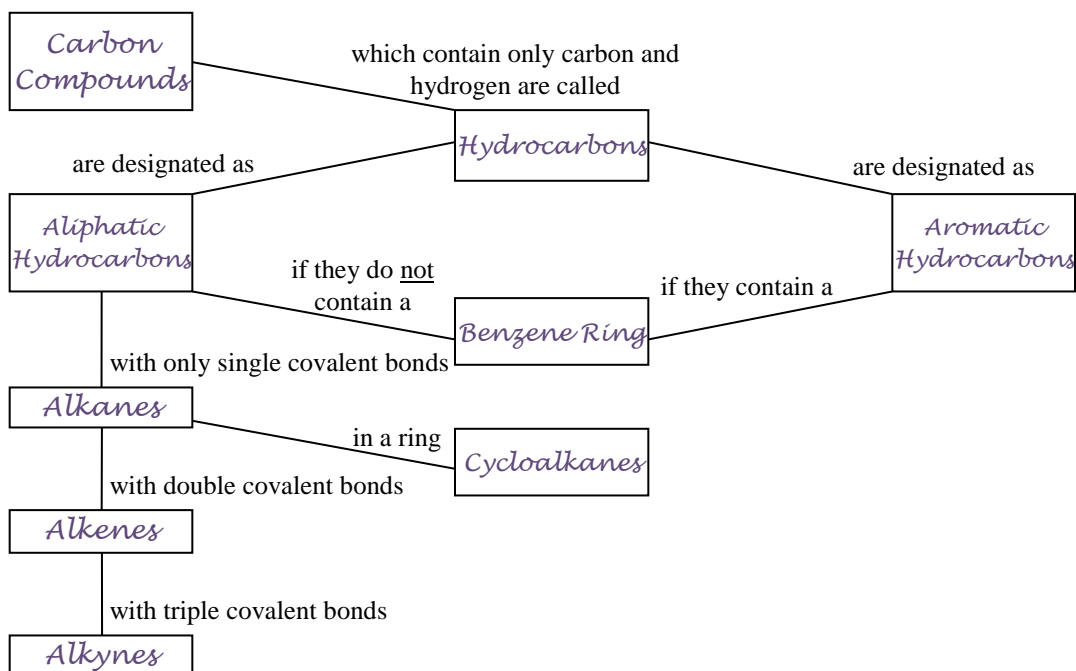 Carbon
Compounds
which contain only carbon and
hydrogen are called
Hydrocarbons
are designated as
are designated as
Aliphatic
Hydrocarbons
Aromatic
Hydrocarbons
if they do not
contain a
if they contain a
Benzene Ring
with only single covalent bonds
Alkanes
in a ring
Cycloalkanes
with double covalent bonds
Alkenes
with triple covalent bonds
Alkynes